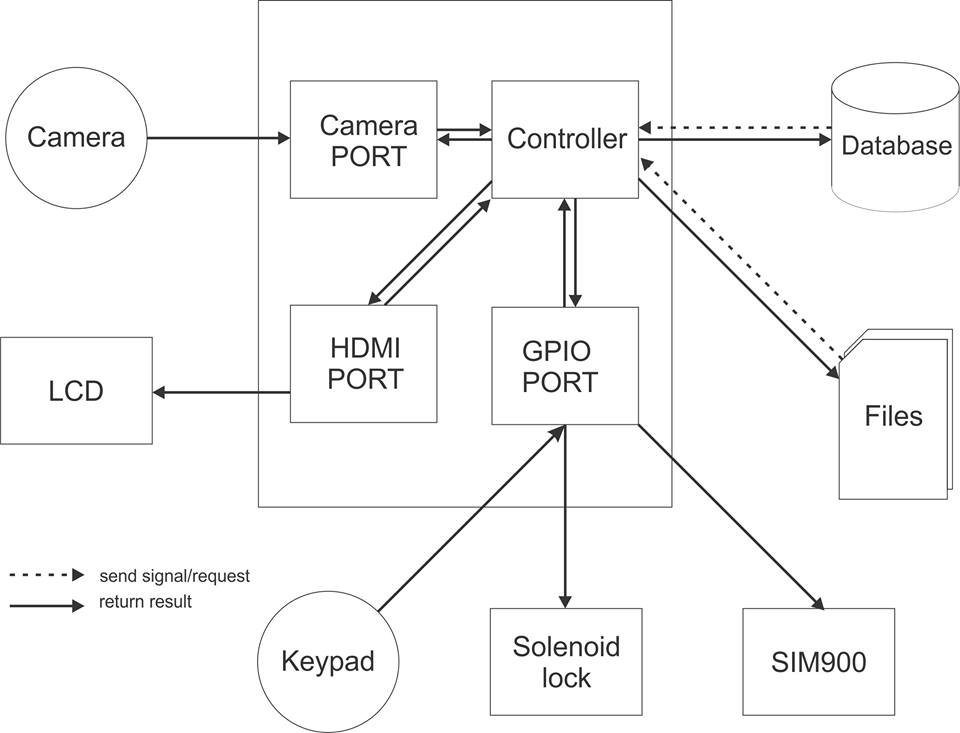 Camera
Camera
PORT
Controller
Database
LCD
HDMI
PORT
GPIO
PORT
Files
send signal/request
return result
Keypad
Solenoid
lock
SIM900